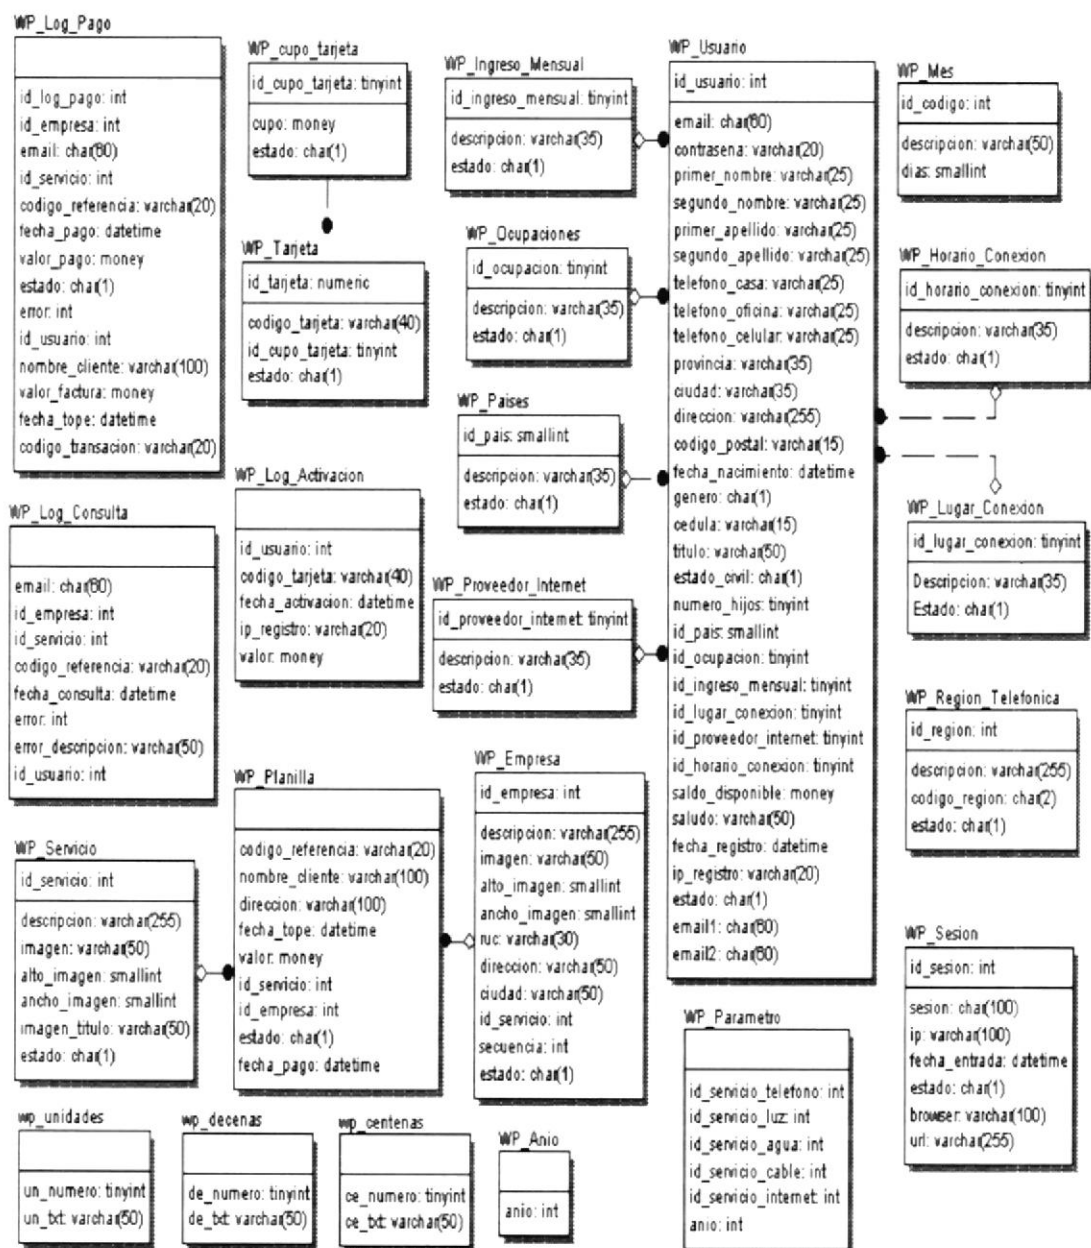 WP_Log_Pago
id_log_pago: int
id_empresa: int
email: char(60)
id_servicio: int
codigo_referencia: varchar(20)
fecha_pago: datetime
valor_pago: money
estado: char(1)
error: int
id_usuario: int
nombre_cliente: varchar(100)
valor_factura: money
fecha_tope: datetime
codigo_transacion: varchar(20)
WP_cupo_tarjeta
id_cupo_tarjeta: tinyint
cupo: money
estado: char(1)
WP_Tarjeta
id_tarjeta: numeric
codigo_tarjeta: varchar(40)
id_cupo_tarjeta: tinyint
estado: char(1)
WP_Ingreso_Mensual
id_ingreso_mensual: tinyint
descripcion: varchar(35)
estado: char(1)
WP_Ocupaciones
id_ocupacion: tinyint
descripcion: varchar(35)
estado: char(1)
WP_Paises
id_pais: smallint
descripcion: varchar(35)
estado: char(1)
WP_Usuario
id_usuario: int
email: char(60)
contrasena: varchar(20)
primer_nombre: varchar(25)
segundo_nombre: varchar(25)
primer_apellido: varchar(25)
segundo_apellido: varchar(25)
telefono_casa: varchar(25)
telefono_oficina: varchar(25)
telefono_celular: varchar(25)
provincia: varchar(35)
ciudad: varchar(35)
direccion: varchar(255)
codigo_postal: varchar(15)
fecha_nacimiento: datetime
genero: char(1)
cedula: varchar(15)
titulo: varchar(50)
estado_civil: char(1)
numero_hijos: tinyint
id_pais: smallint
id_ocupacion: tinyint
id_ingreso_mensual: tinyint
id_lugar_conexion: tinyint
id_proveedor_internet: tinyint
id_horario_conexion: tinyint
saldo_disponible: money
saludo: varchar(50)
fecha_registro: datetime
ip_registro: varchar(20)
estado: char(1)
email1: char(60)
email2: char(60)
WP_Mes
id_codigo: int
descripcion: varchar(50)
dias: smallint
WP_Horario_Conexion
id_horario_conexion: tinyint
descripcion: varchar(35)
estado: char(1)
WP_Lugar_Conexion
id_lugar_conexion: tinyint
Descripcion: varchar(35)
Estado: char(1)
WP_Log_Consulta
email: char(60)
id_empresa: int
id_servicio: int
codigo_referencia: varchar(20)
fecha_consulta: datetime
error: int
error_descripcion: varchar(50)
id_usuario: int
WP_Log_Activacion
id_usuario: int
codigo_tarjeta: varchar(40)
fecha_activacion: datetime
ip_registro: varchar(20)
valor: money
WP_Proveedor_Internet
id_proveedor_internet: tinyint
descripcion: varchar(35)
estado: char(1)
WP_Region_Telefonica
id_region: int
descripcion: varchar(255)
codigo_region: char(2)
estado: char(1)
WP_Servicio
id_servicio: int
descripcion: varchar(255)
imagen: varchar(50)
alto_imagen: smallint
ancho_imagen: smallint
imagen_titulo: varchar(50)
estado: char(1)
WP_Planilla
codigo_referencia: varchar(20)
nombre_cliente: varchar(100)
direccion: varchar(100)
fecha_tope: datetime
valor: money
id_servicio: int
id_empresa: int
estado: char(1)
fecha_pago: datetime
WP_Empresa
id_empresa: int
descripcion: varchar(255)
imagen: varchar(50)
alto_imagen: smallint
ancho_imagen: smallint
ruc: varchar(30)
direccion: varchar(50)
ciudad: varchar(50)
id_servicio: int
secuencia: int
estado: char(1)
WP_Sesion
id_sesion: int
sesion: char(100)
ip: varchar(100)
fecha_entrada: datetime
estado: char(1)
browser: varchar(100)
url: varchar(255)
WP_Parametro
id_servicio_telefono: int
id_servicio_luz: int
id_servicio_agua: int
id_servicio_cable: int
id_servicio_internet: int
anio: int
wp_unidades
un_numero: tinyint
un_txt: varchar(50)
wp_decenas
de_numero: tinyint
de_txt: varchar(50)
wp_centenas
ce_numero: tinyint
ce_txt: varchar(50)
WP_Anio
anio: int